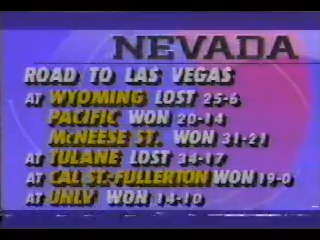 NEVADA
ROAD TO LAS VEGAS
AT WYOMING LOST 25-6
PACIFIC WON 20-14
MCNEESE ST. WON 31-21
AT TULANE LOST 34-17
AT CAL ST.-FULLERTON WON 19-0
AT UNLV WON 14-10